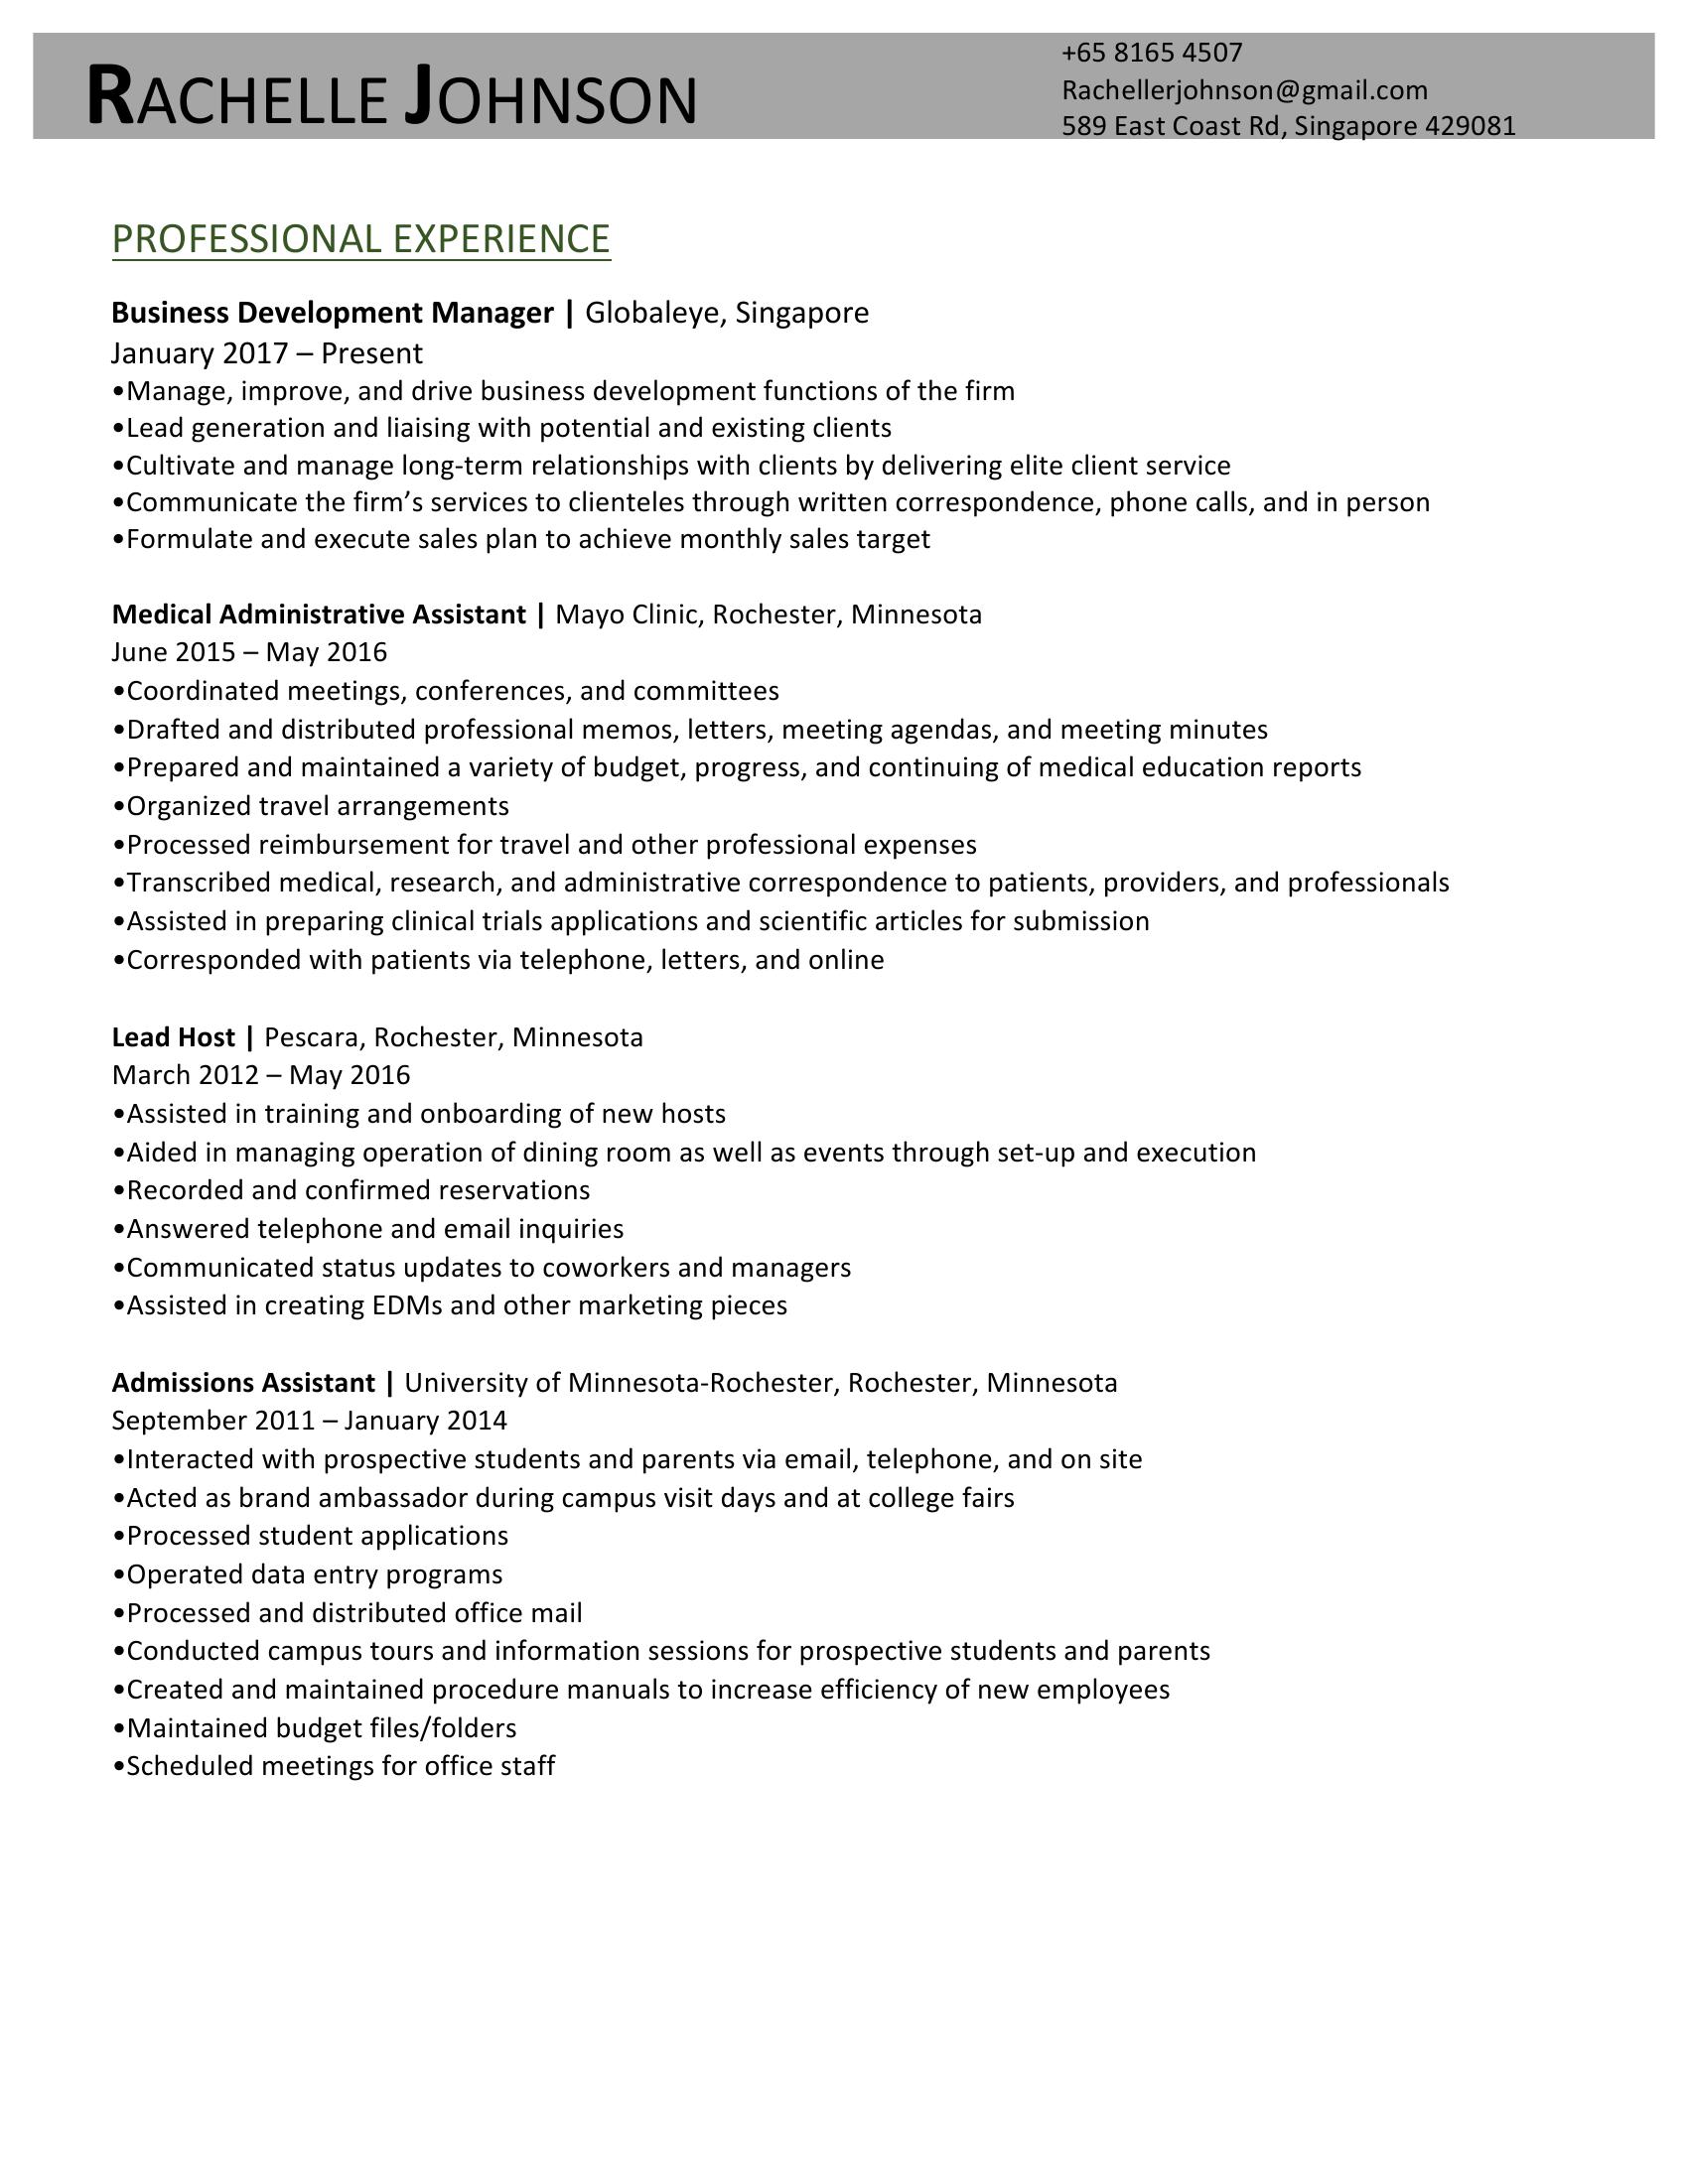 RACHELLE JOHNSON
+65 8165 4507
Rachellerjohnson@gmail.com
589 East Coast Rd, Singapore 429081
PROFESSIONAL EXPERIENCE
Business Development Manager | Globaleye, Singapore
January 2017 – Present
•Manage, improve, and drive business development functions of the firm
•Lead generation and liaising with potential and existing clients
•Cultivate and manage long-term relationships with clients by delivering elite client service
•Communicate the firm’s services to clienteles through written correspondence, phone calls, and in person
•Formulate and execute sales plan to achieve monthly sales target
Medical Administrative Assistant | Mayo Clinic, Rochester, Minnesota
June 2015 – May 2016
•Coordinated meetings, conferences, and committees
•Drafted and distributed professional memos, letters, meeting agendas, and meeting minutes
•Prepared and maintained a variety of budget, progress, and continuing of medical education reports
•Organized travel arrangements
•Processed reimbursement for travel and other professional expenses
•Transcribed medical, research, and administrative correspondence to patients, providers, and professionals
•Assisted in preparing clinical trials applications and scientific articles for submission
•Corresponded with patients via telephone, letters, and online
Lead Host | Pescara, Rochester, Minnesota
March 2012 – May 2016
•Assisted in training and onboarding of new hosts
•Aided in managing operation of dining room as well as events through set-up and execution
•Recorded and confirmed reservations
•Answered telephone and email inquiries
•Communicated status updates to coworkers and managers
•Assisted in creating EDMs and other marketing pieces
Admissions Assistant | University of Minnesota-Rochester, Rochester, Minnesota
September 2011 – January 2014
•Interacted with prospective students and parents via email, telephone, and on site
•Acted as brand ambassador during campus visit days and at college fairs
•Processed student applications
•Operated data entry programs
•Processed and distributed office mail
•Conducted campus tours and information sessions for prospective students and parents
•Created and maintained procedure manuals to increase efficiency of new employees
•Maintained budget files/folders
•Scheduled meetings for office staff